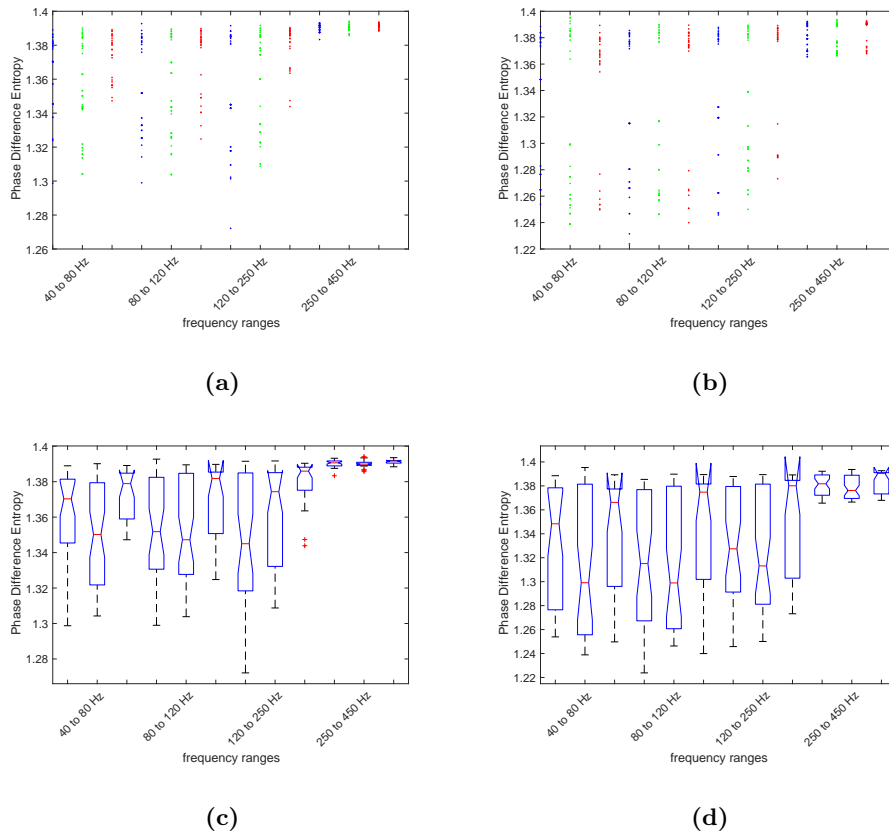 1.4
1.38
1.36
1.34
1.32
1.3
1.28
1.26
Phase Difference Entropy
40 to 80 Hz
80 to 120 Hz
120 to 250 Hz
250 to 450 Hz
frequency ranges
(a)
1.4
1.38
1.36
1.34
1.32
1.3
1.28
1.26
1.24
1.22
Phase Difference Entropy
40 to 80 Hz
80 to 120 Hz
120 to 250 Hz
250 to 450 Hz
frequency ranges
(b)
1.4
1.38
1.36
1.34
1.32
1.3
1.28
Phase Difference Entropy
40 to 80 Hz
80 to 120 Hz
120 to 250 Hz
250 to 450 Hz
frequency ranges
(c)
1.4
1.38
1.36
1.34
1.32
1.3
1.28
1.26
1.24
1.22
Phase Difference Entropy
40 to 80 Hz
80 to 120 Hz
120 to 250 Hz
250 to 450 Hz
frequency ranges
(d)